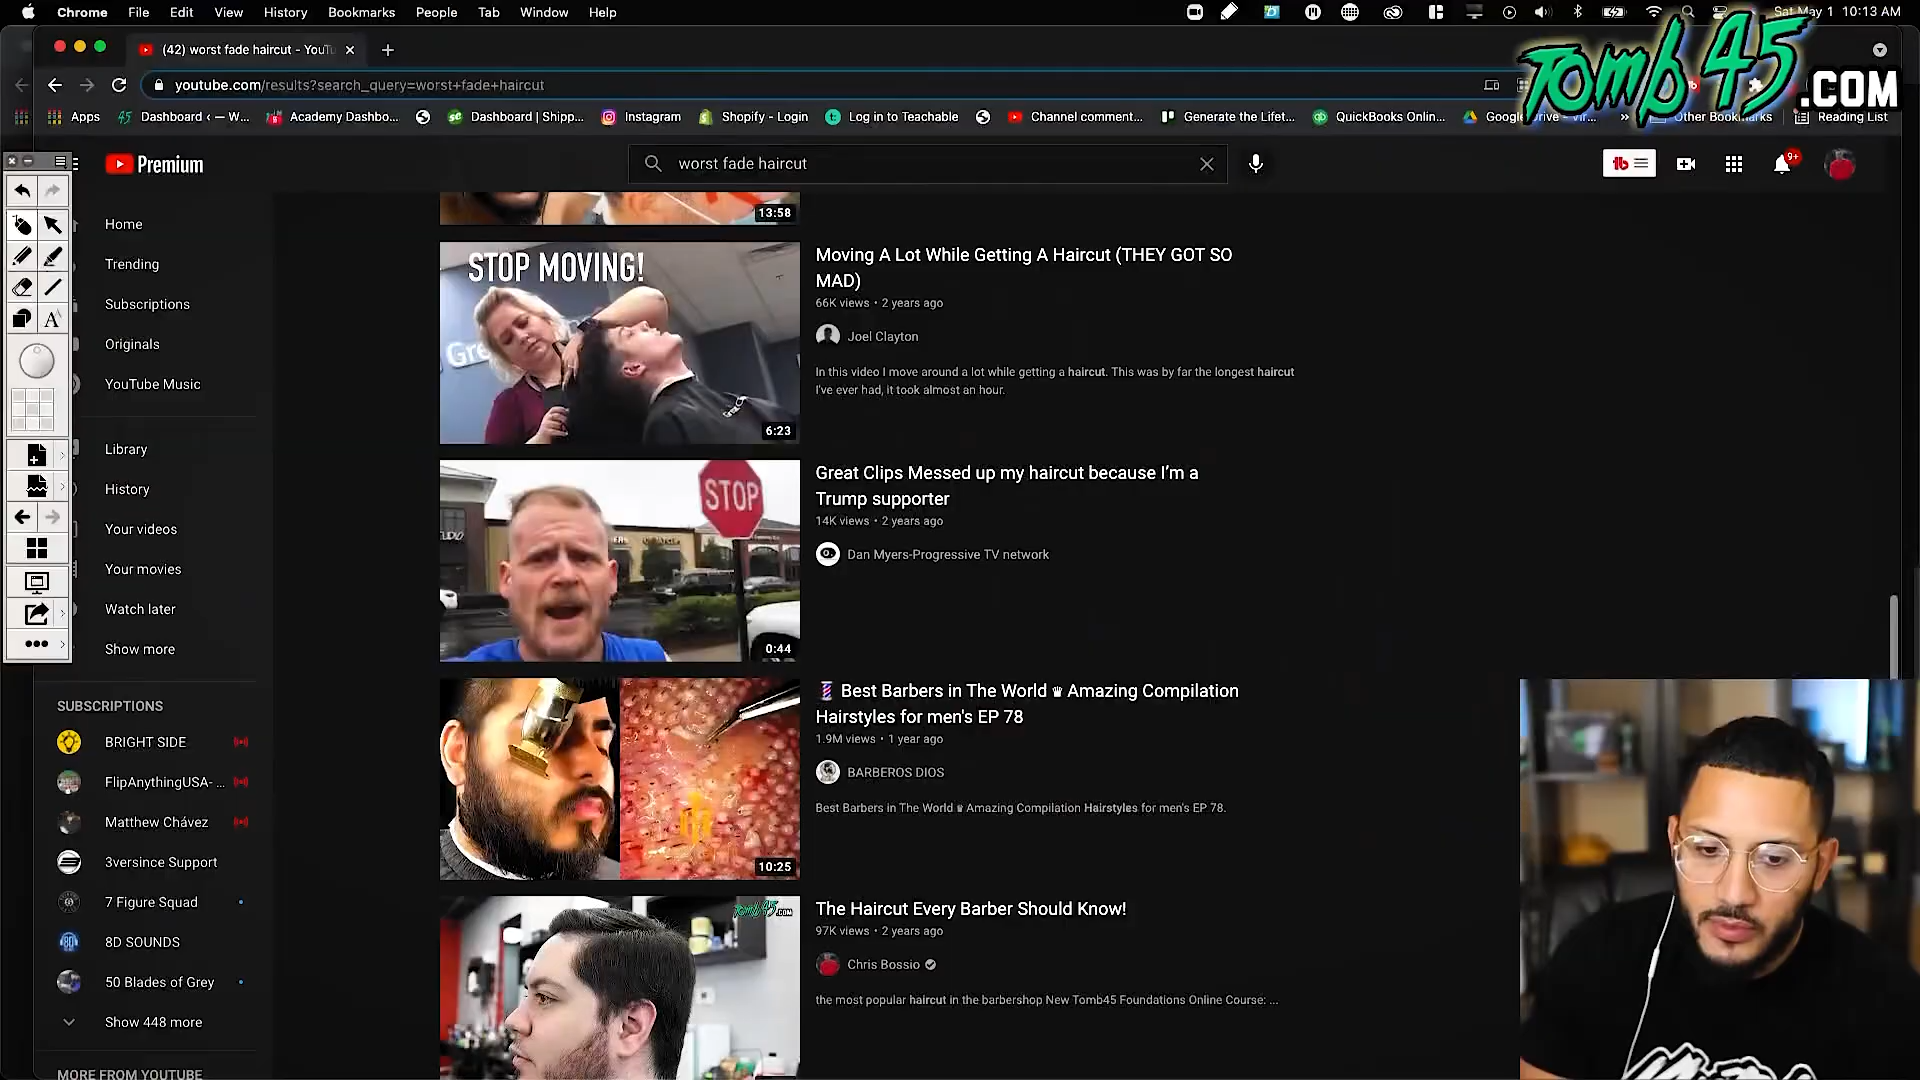 Chrome File Edit View History Bookmarks People Tab Window Help
Sat May 1 10:13 AM
(42) worst fade haircut - YouTu
Tomb45.COM
youtube.com/results?search_query=worst+fade+haircut
Apps Dashboard ‹ — W... Academy Dashbo... Dashboard | Shipp... Instagram Shopify - Login Log in to Teachable Channel comment... Generate the Lifet... QuickBooks Onlin... Other Bookmarks Reading List
Premium
worst fade haircut
9+
Home
Trending
Subscriptions
Originals
YouTube Music
Library
History
Your videos
Your movies
Watch later
Show more
SUBSCRIPTIONS
BRIGHT SIDE
FlipAnythingUSA- ...
Matthew Chávez
3versince Support
7 Figure Squad
8D SOUNDS
50 Blades of Grey
Show 448 more
MORE FROM YOUTUBE
13:58
STOP MOVING!
Gre
6:23
Moving A Lot While Getting A Haircut (THEY GOT SO
MAD)
66K views • 2 years ago
Joel Clayton
In this video I move around a lot while getting a haircut. This was by far the longest haircut
I've ever had, it took almost an hour.
STOP
0:44
Great Clips Messed up my haircut because I’m a
Trump supporter
14K views • 2 years ago
Dan Myers-Progressive TV network
10:25
💈 Best Barbers in The World ♛ Amazing Compilation
Hairstyles for men's EP 78
1.9M views • 1 year ago
BARBEROS DIOS
Best Barbers in The World ♛ Amazing Compilation Hairstyles for men's EP 78.
Tomb45.COM
The Haircut Every Barber Should Know!
97K views • 2 years ago
Chris Bossio
the most popular haircut in the barbershop New Tomb45 Foundations Online Course: ...